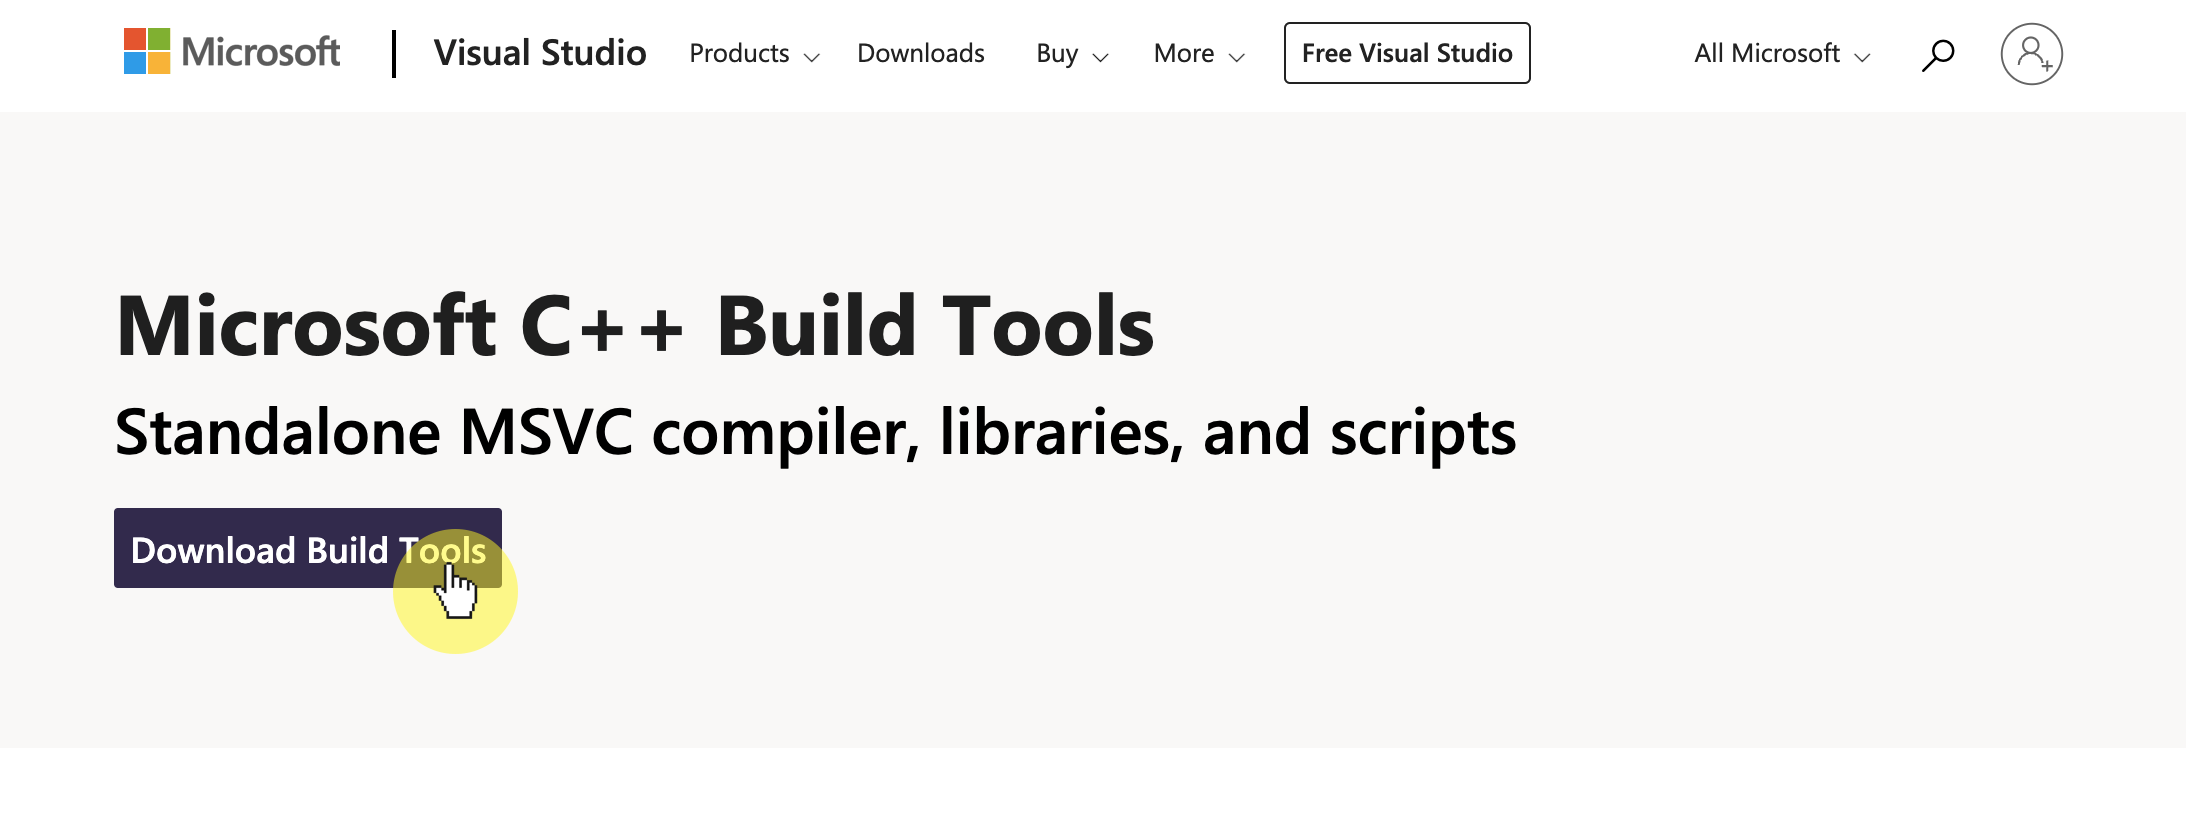 Microsoft Visual Studio Products Downloads Buy More Free Visual Studio All Microsoft
Microsoft C++ Build Tools
Standalone MSVC compiler, libraries, and scripts
Download Build Tools